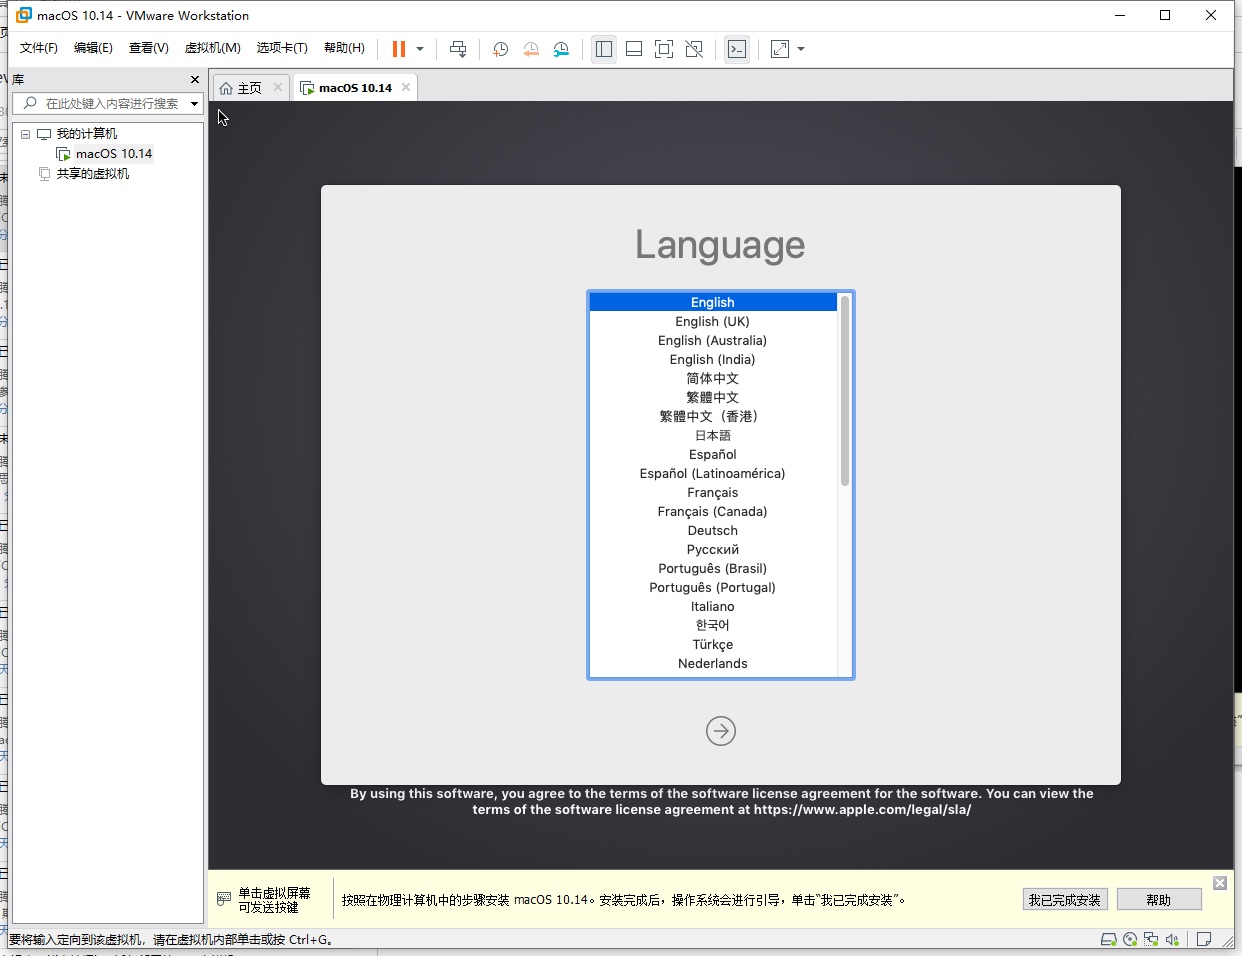 macOS 10.14 - VMware Workstation
文件(F) 编辑(E) 查看(V) 虚拟机(M) 选项卡(T) 帮助(H)
库
主页
macOS 10.14
在此处键入内容进行搜索
我的计算机
macOS 10.14
共享的虚拟机
Language
English
English (UK)
English (Australia)
English (India)
简体中文
繁體中文
繁體中文（香港）
日本語
Español
Español (Latinoamérica)
Français
Français (Canada)
Deutsch
Русский
Português (Brasil)
Português (Portugal)
Italiano
한국어
Türkçe
Nederlands
By using this software, you agree to the terms of the software license agreement for the software. You can view the
terms of the software license agreement at https://www.apple.com/legal/sla/
单击虚拟屏幕
可发送按键
按照在物理计算机中的步骤安装 macOS 10.14。安装完成后，操作系统会进行引导，单击“我已完成安装”。
我已完成安装
帮助
要将输入定向到该虚拟机，请在虚拟机内部单击或按 Ctrl+G。